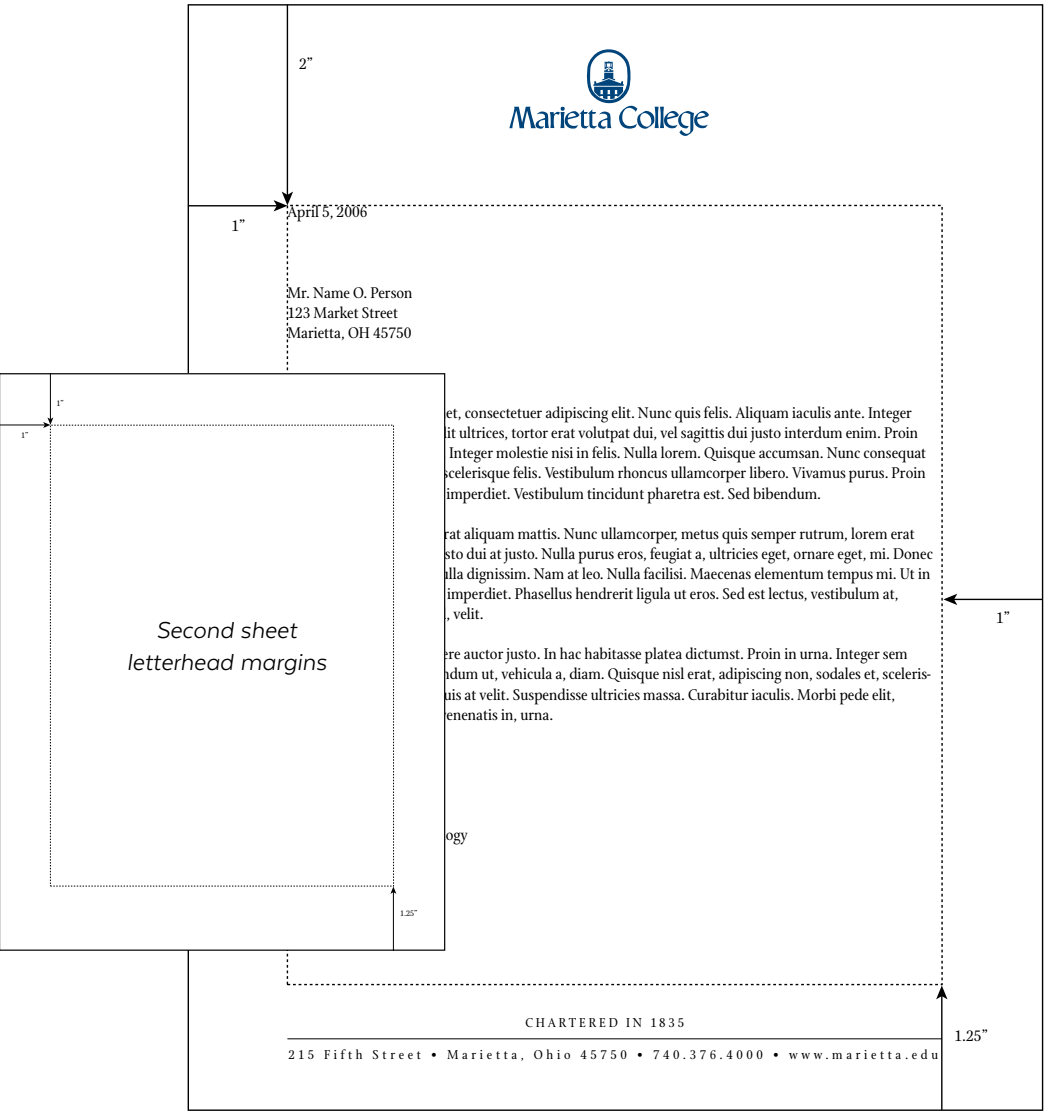 2”
Marietta College
1”
April 5, 2006
Mr. Name O. Person
123 Market Street
Marietta, OH 45750
1”
1”
Second sheet
letterhead margins
1.25”
consectetuer adipiscing elit. Nunc quis felis. Aliquam iaculis ante. Integer
ultrices, tortor erat volutpat dui, vel sagittis dui justo interdum enim. Proin
Integer molestie nisi in felis. Nulla lorem. Quisque accumsan. Nunc consequat
scelerisque felis. Vestibulum rhoncus ullamcorper libero. Vivamus purus. Proin
imperdiet. Vestibulum tincidunt pharetra est. Sed bibendum.
rat aliquam mattis. Nunc ullamcorper, metus quis semper rutrum, lorem erat
sto dui at justo. Nulla purus eros, feugiat a, ultricies eget, ornare eget, mi. Donec
ulla dignissim. Nam at leo. Nulla facilisi. Maecenas elementum tempus mi. Ut in
imperdiet. Phasellus hendrerit ligula ut eros. Sed est lectus, vestibulum at,
, velit.
ere auctor justo. In hac habitasse platea dictumst. Proin in urna. Integer sem
ndum ut, vehicula a, diam. Quisque nisl erat, adipiscing non, sodales et, sceleris-
uis at velit. Suspendisse ultricies massa. Curabitur iaculis. Morbi pede elit,
enenatis in, urna.
ogy
1”
CHARTERED IN 1835
215 Fifth Street • Marietta, Ohio 45750 • 740.376.4000 • www.marietta.edu
1.25”